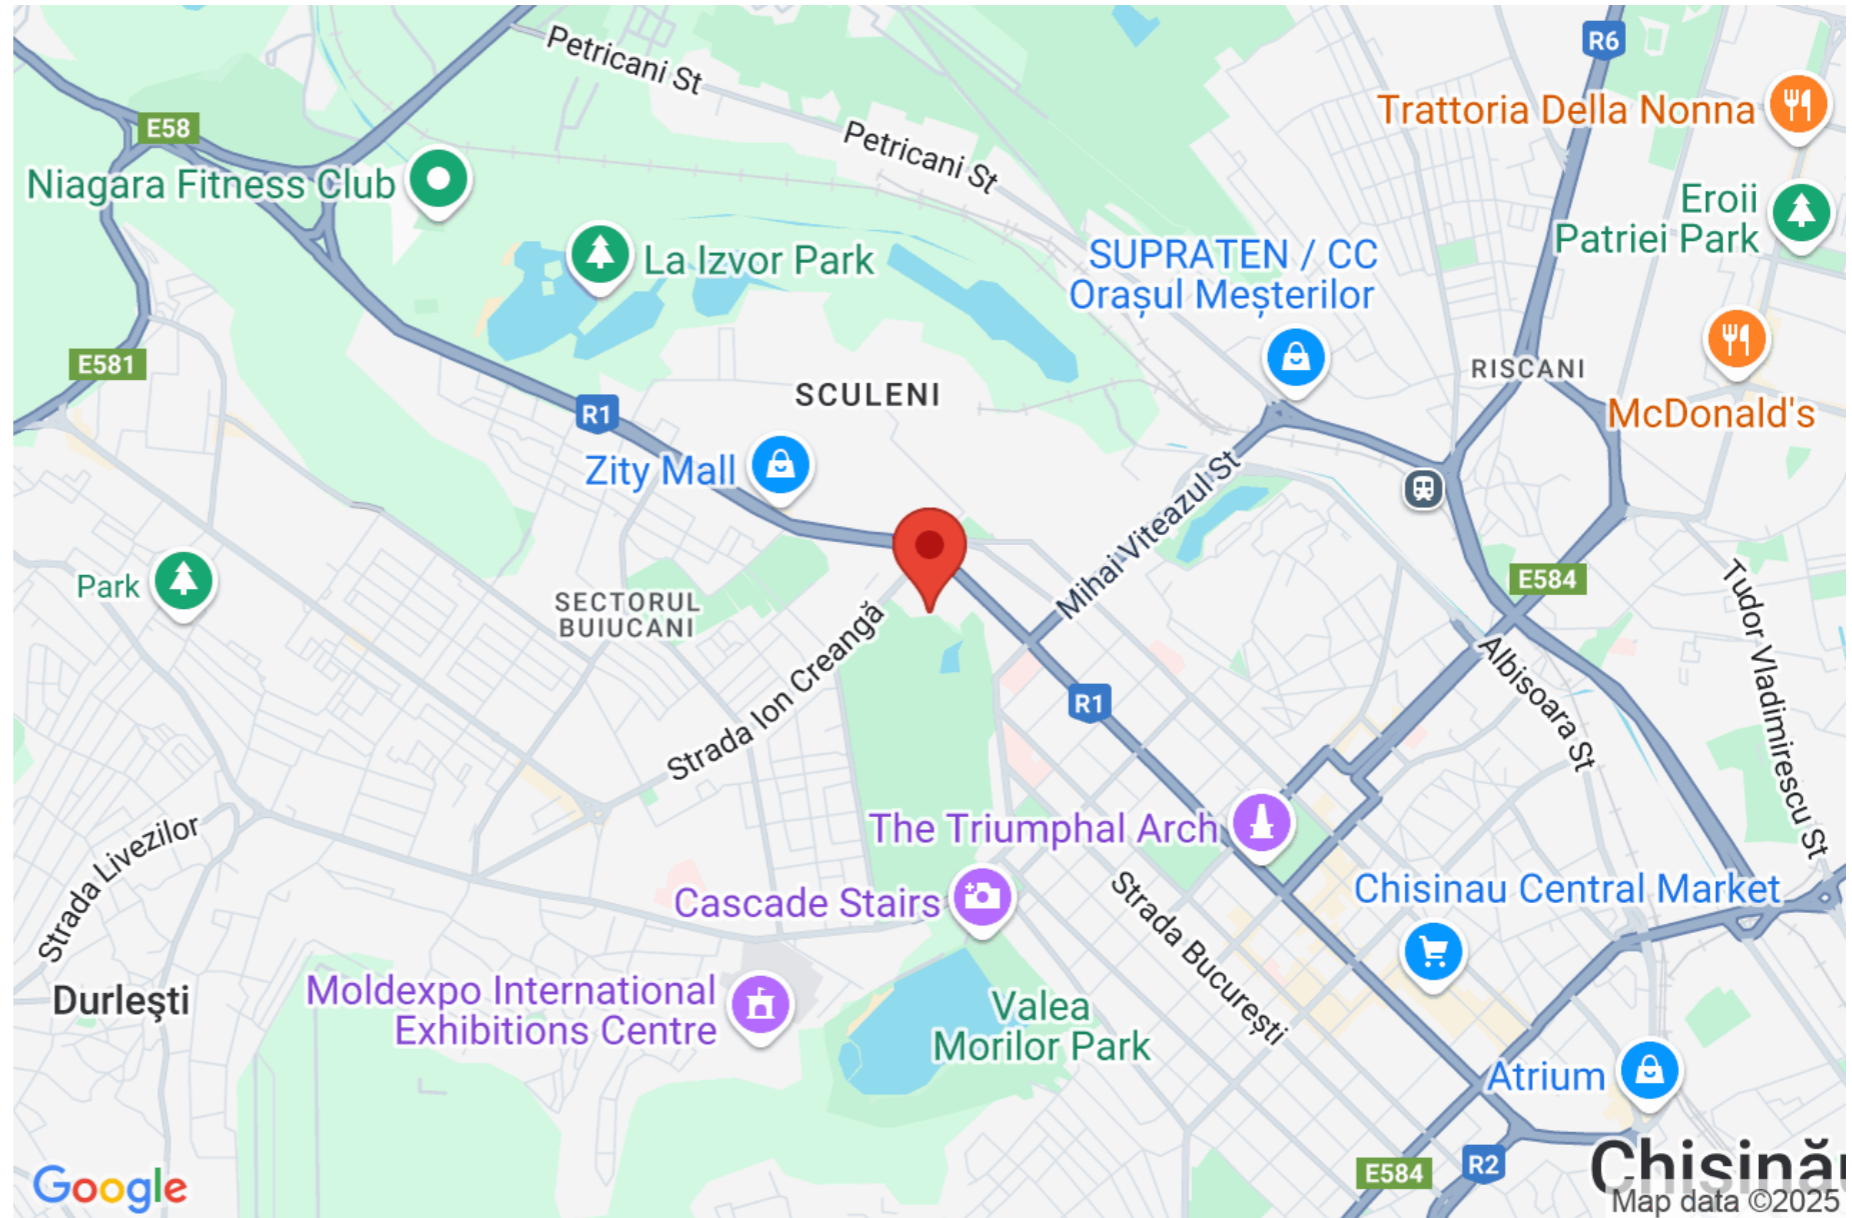 Petricani St
R6
Trattoria Della Nonna
E58
Petricani St
Niagara Fitness Club
Eroii
Patriei Park
La Izvor Park
SUPRATEN / CC
Orașul Meșterilor
E581
RISCANI
SCULENI
R1
McDonald's
Zity Mall
Mihai Viteazul St
Park
E584
SECTORUL
BUIUCANI
Tudor Vladimirescu St
Strada Ion Creangă
Albisoara St
R1
The Triumphal Arch
Strada Livezilor
Cascade Stairs
Chisinau Central Market
Strada București
Durleşti
Moldexpo International
Exhibitions Centre
Valea
Morilor Park
Atrium
E584
R2
Chișinău
Google
Map data ©2025